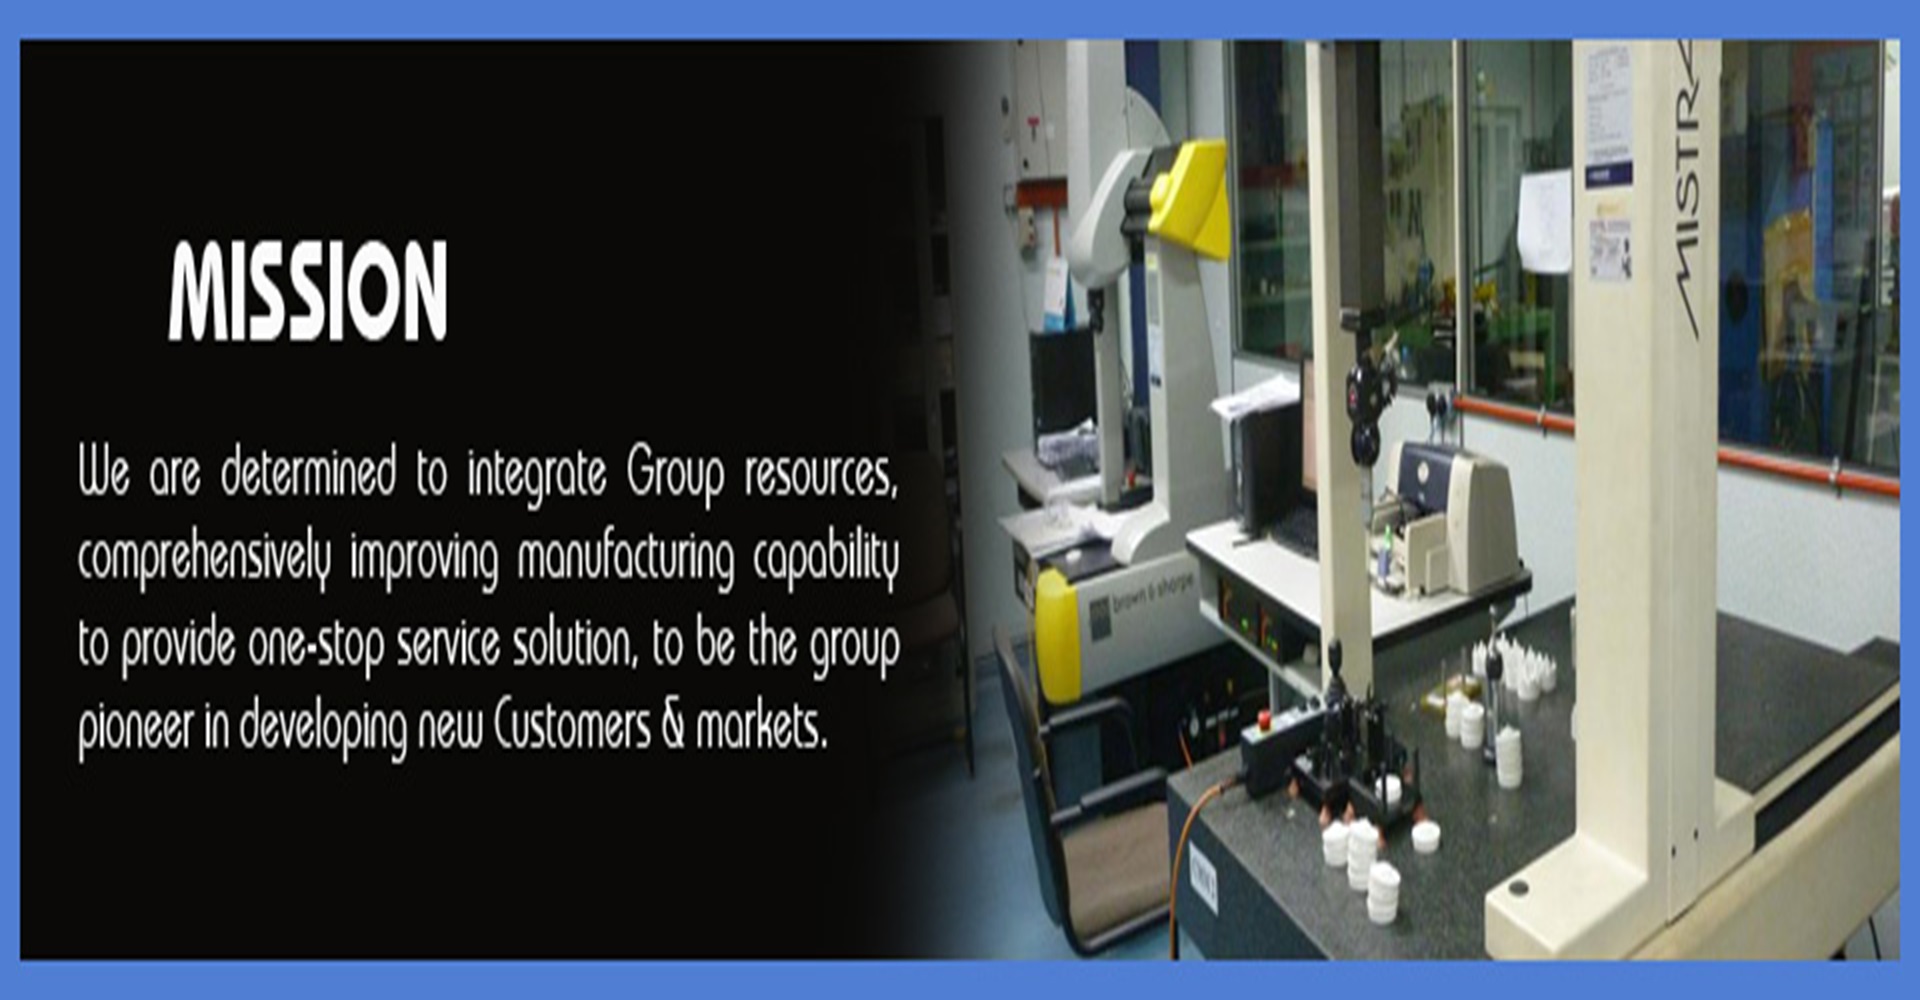 MISSION
We are determined to integrate Group resources,
comprehensively improving manufacturing capability
to provide one-stop service solution, to be the group
pioneer in developing new Customers & markets.
MISTRA
brown & sharpe